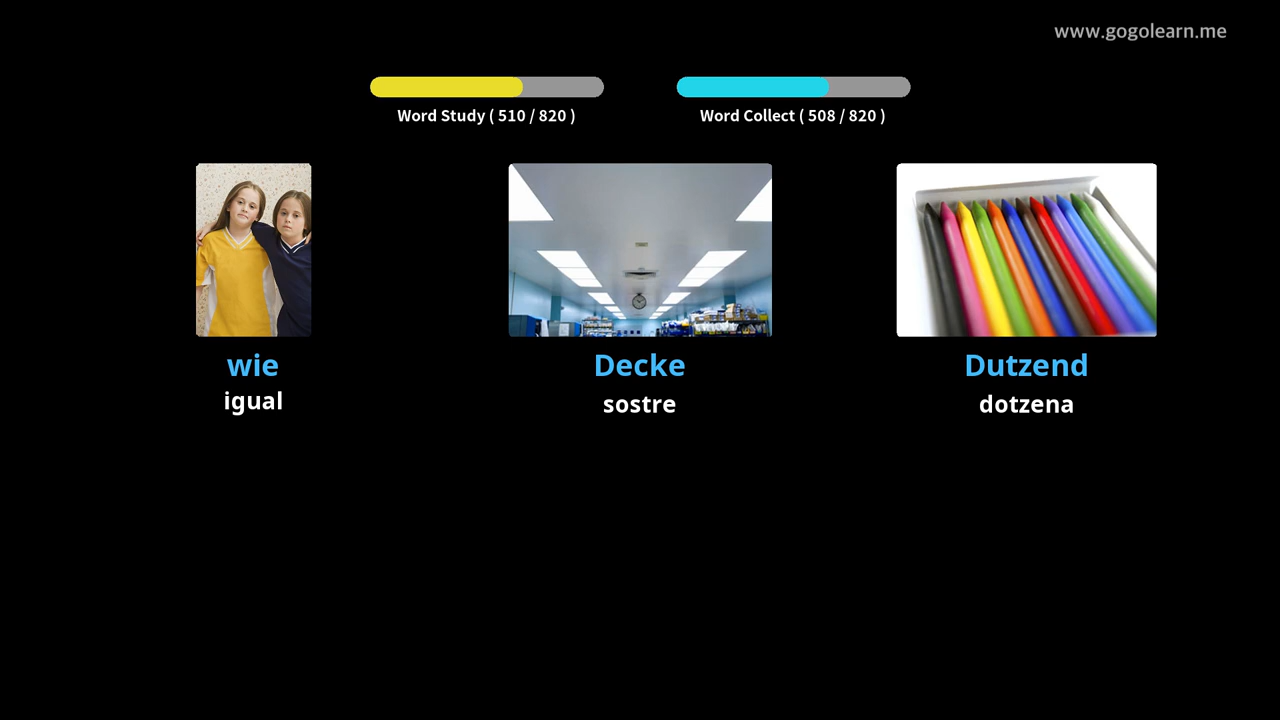 www.gogolearn.me
Word Study ( 510 / 820 )
Word Collect ( 508 / 820 )
wie
igual
Decke
sostre
Dutzend
dotzena